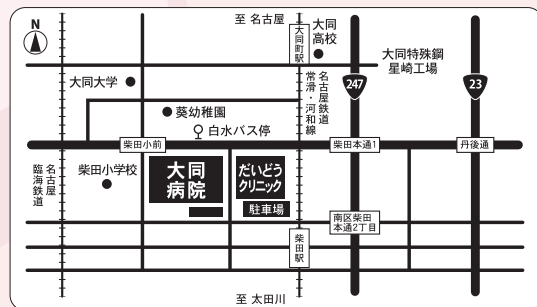 N
至 名古屋
大同町駅
大同
高校
大同特殊鋼
星崎工場
大同大学
247
23
名古屋鉄道
常滑・河和線
葵幼稚園
白水バス停
柴田小前
柴田本通1
丹後通
名古屋
臨海鉄道
柴田小学校
大同
病院
だいどう
クリニック
駐車場
南区柴田
本通2丁目
柴田駅
至 太田川